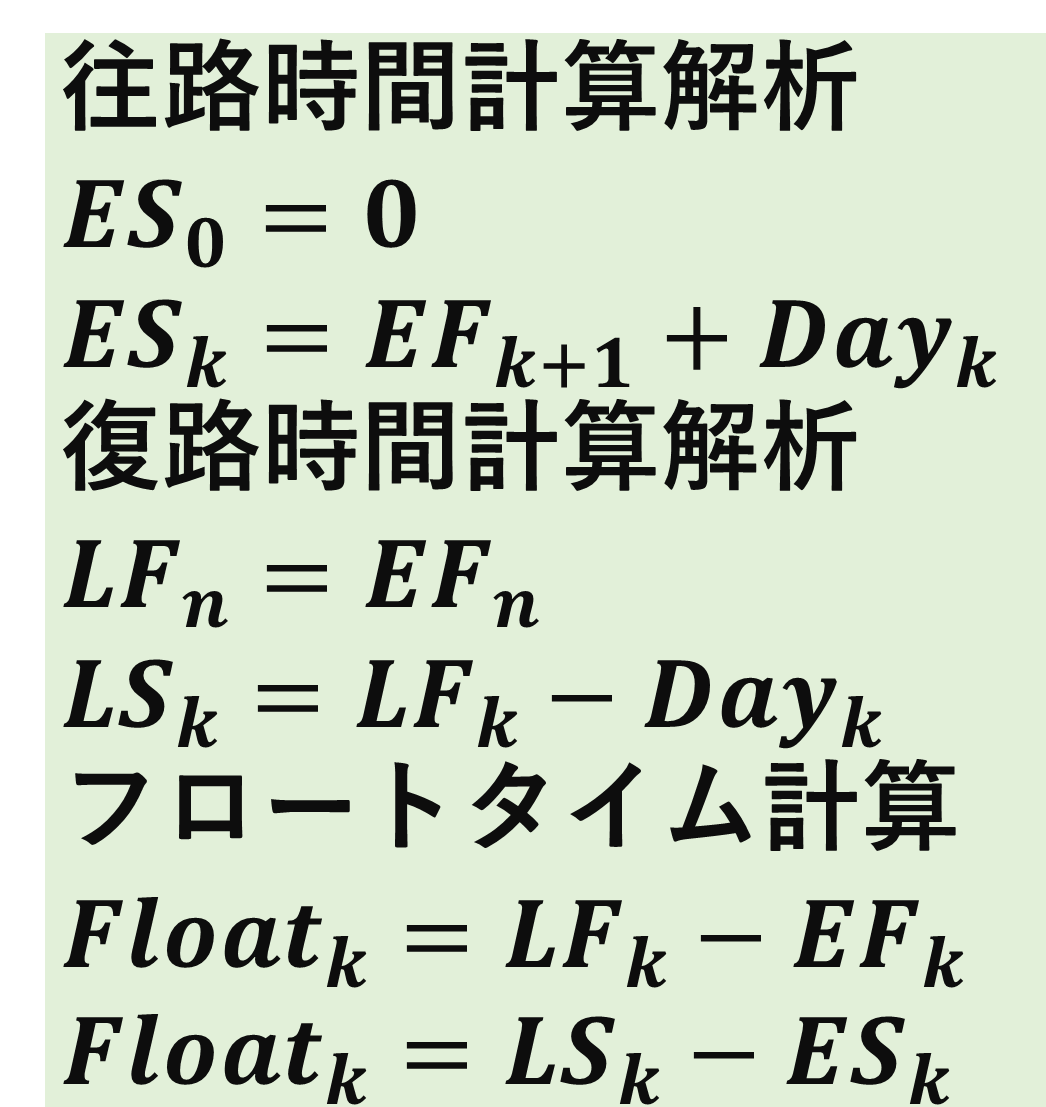 往路時間計算解析
ES₀ = 0
ESₖ = EFₖ₊₁ + Dayₖ
復路時間計算解析
LFₙ = EFₙ
LSₖ = LFₖ − Dayₖ
フロートタイム計算
Floatₖ = LFₖ − EFₖ
Floatₖ = LSₖ − ESₖ